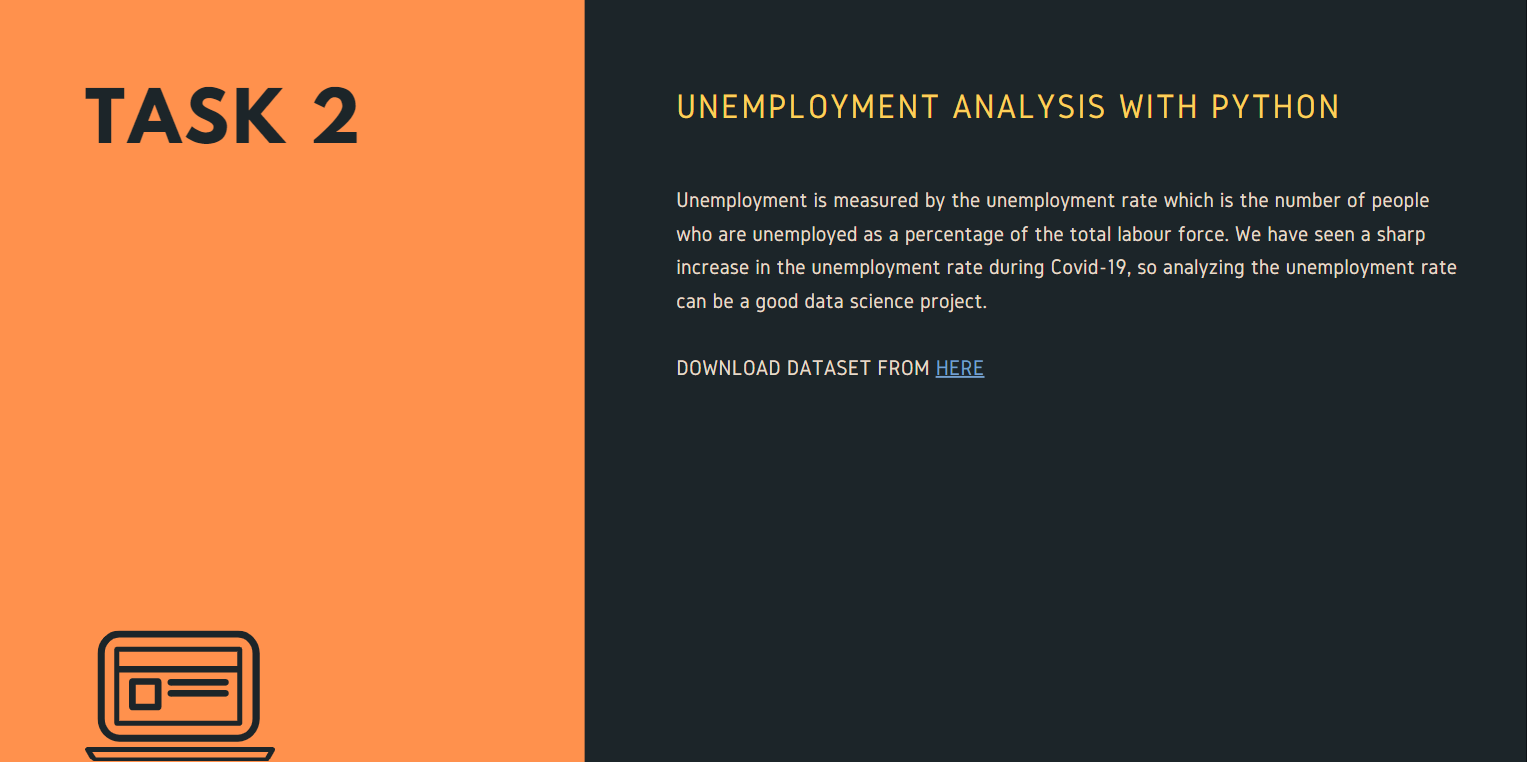 TASK 2
UNEMPLOYMENT ANALYSIS WITH PYTHON
Unemployment is measured by the unemployment rate which is the number of people
who are unemployed as a percentage of the total labour force. We have seen a sharp
increase in the unemployment rate during Covid-19, so analyzing the unemployment rate
can be a good data science project.
DOWNLOAD DATASET FROM HERE